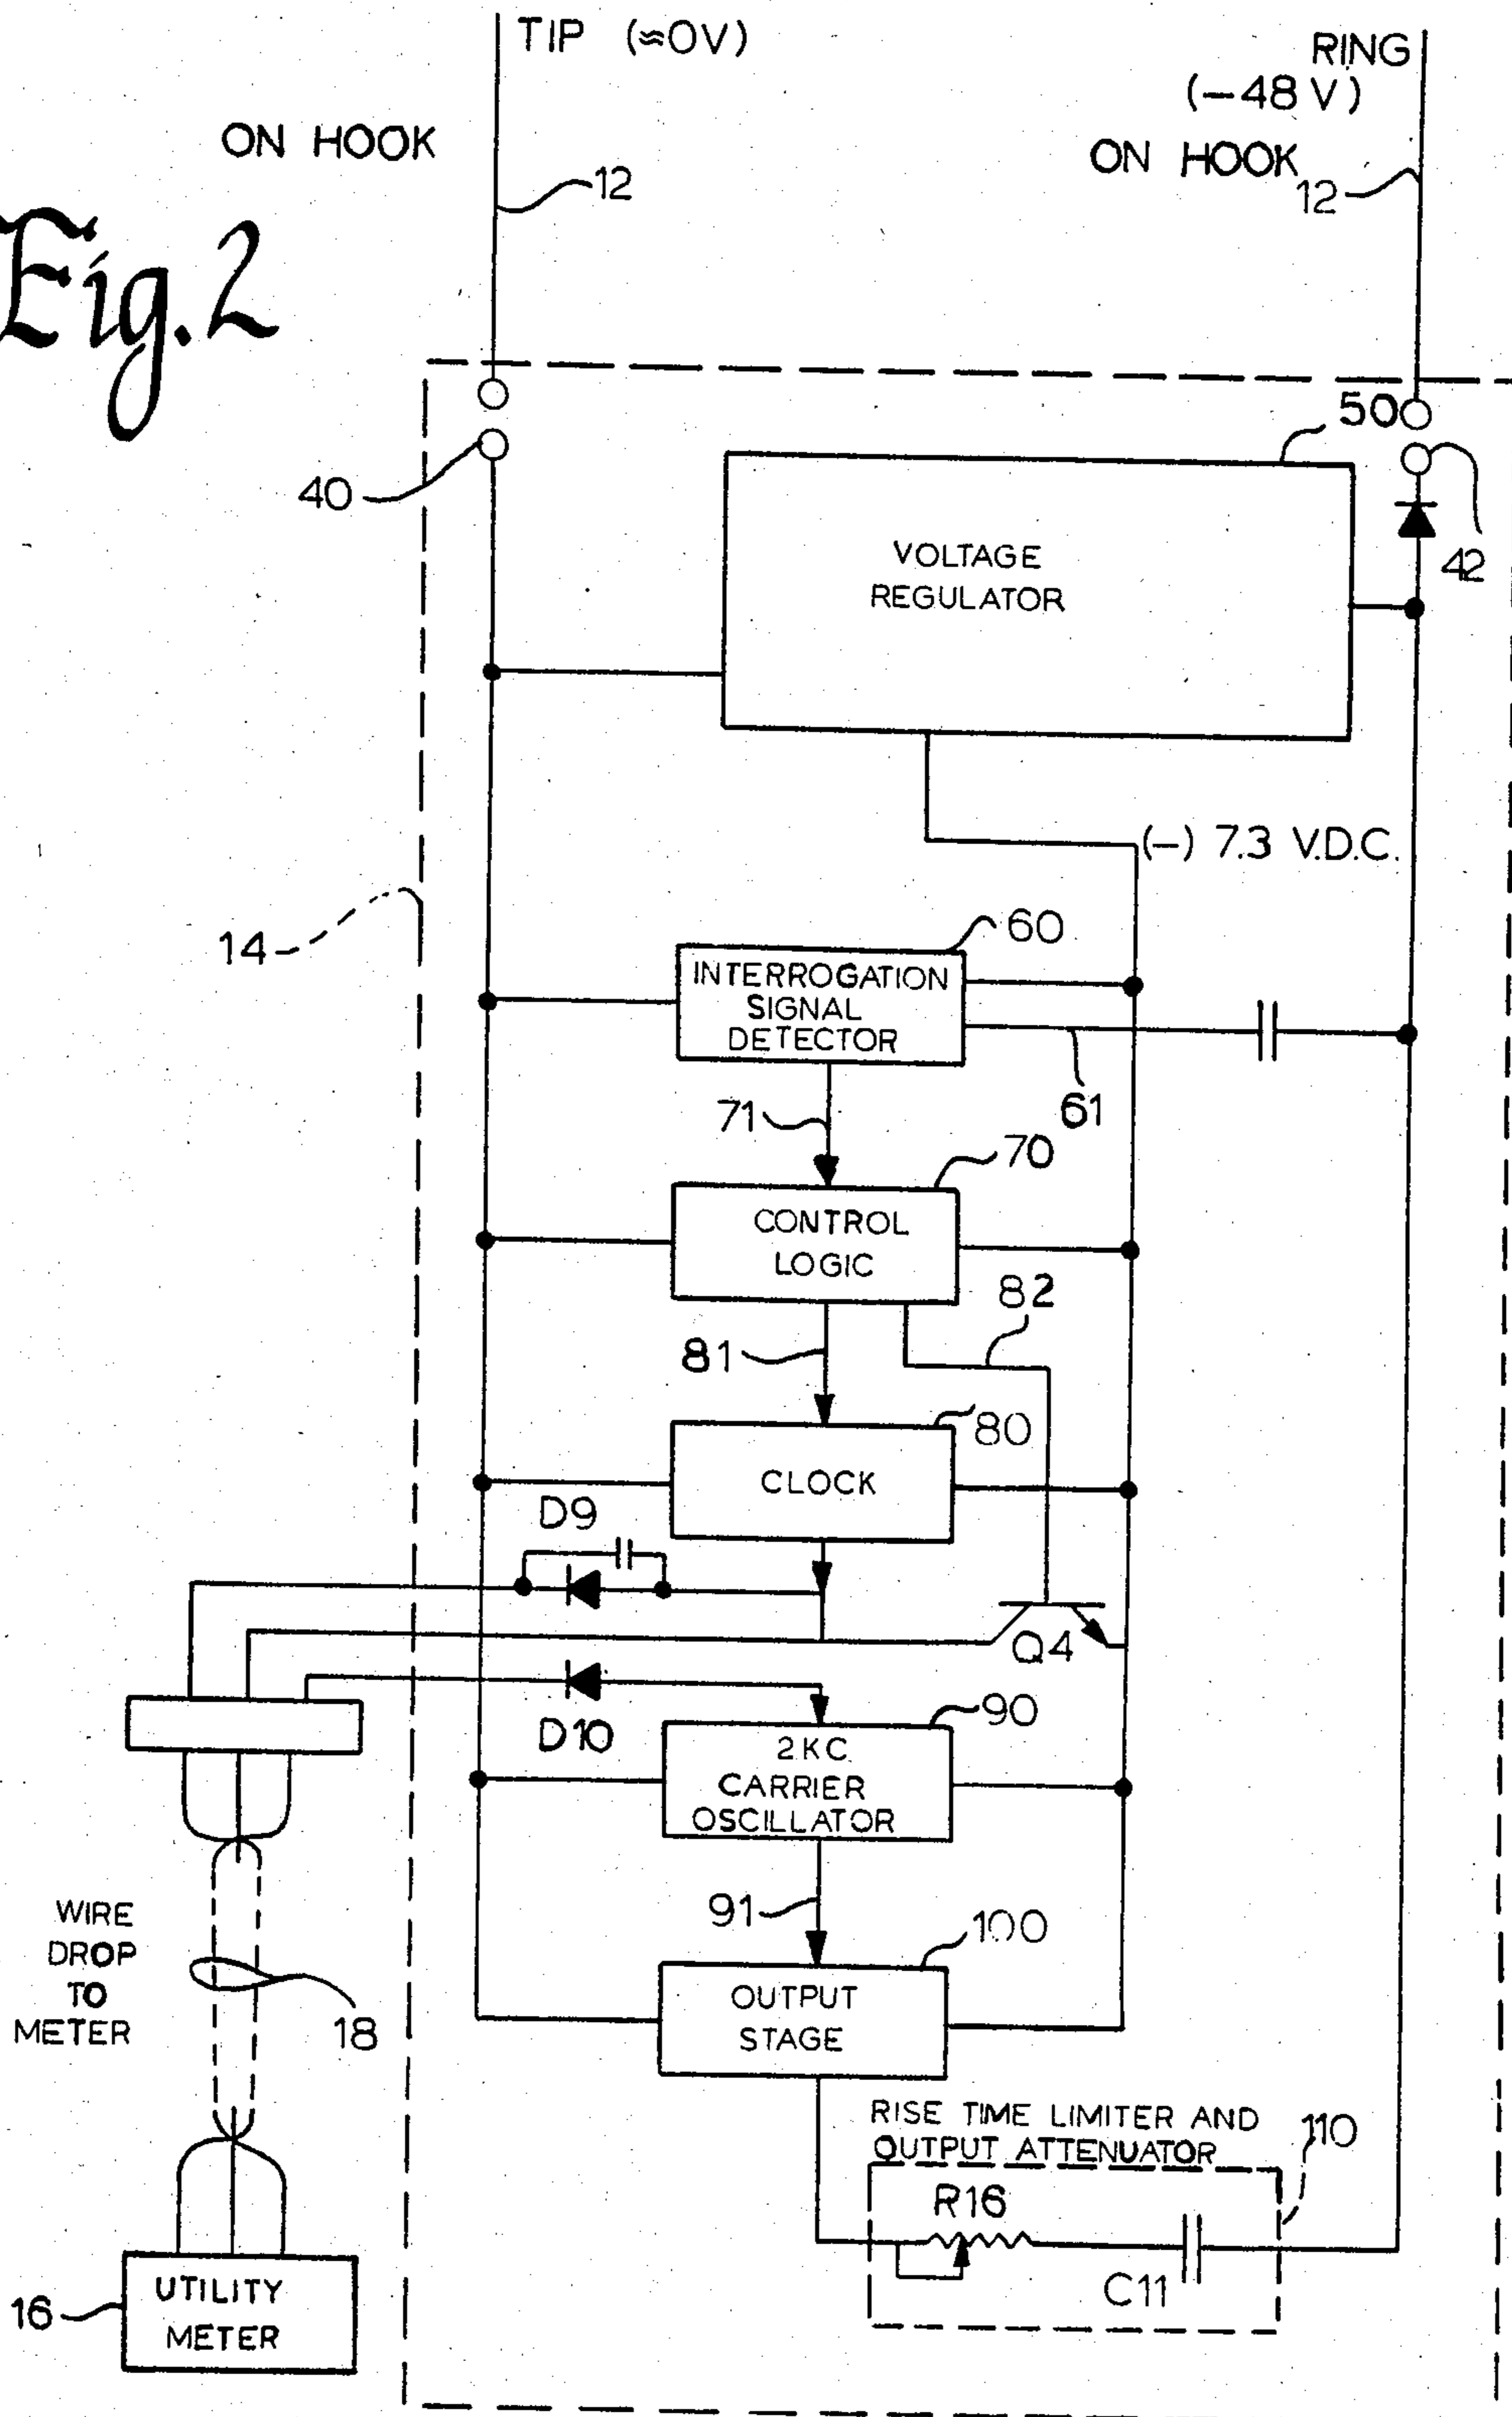 TIP (≈0V)
RING
(-48 V)
ON HOOK
ON HOOK
12
12
Fig. 2
50
40
42
VOLTAGE
REGULATOR
(-) 7.3 V.D.C.
14
60
INTERROGATION
SIGNAL
DETECTOR
61
71
70
CONTROL
LOGIC
82
81
80
CLOCK
D9
Q4
D10
90
2KC.
CARRIER
OSCILLATOR
91
100
WIRE
DROP
TO
METER
18
OUTPUT
STAGE
RISE TIME LIMITER AND
OUTPUT ATTENUATOR
110
R16
C11
16
UTILITY
METER